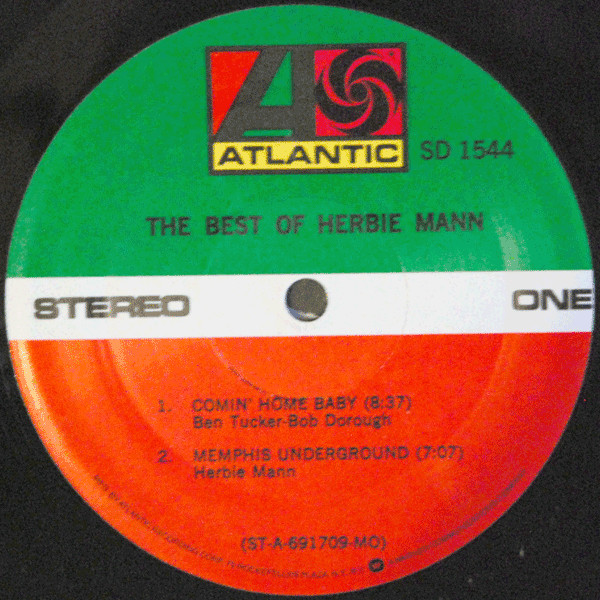 ATLANTIC
SD 1544
THE BEST OF HERBIE MANN
STEREO
ONE
1. COMIN' HOME BABY (8:37)
Ben Tucker-Bob Dorough
2. MEMPHIS UNDERGROUND (7:07)
Herbie Mann
(ST-A-691709-MO)